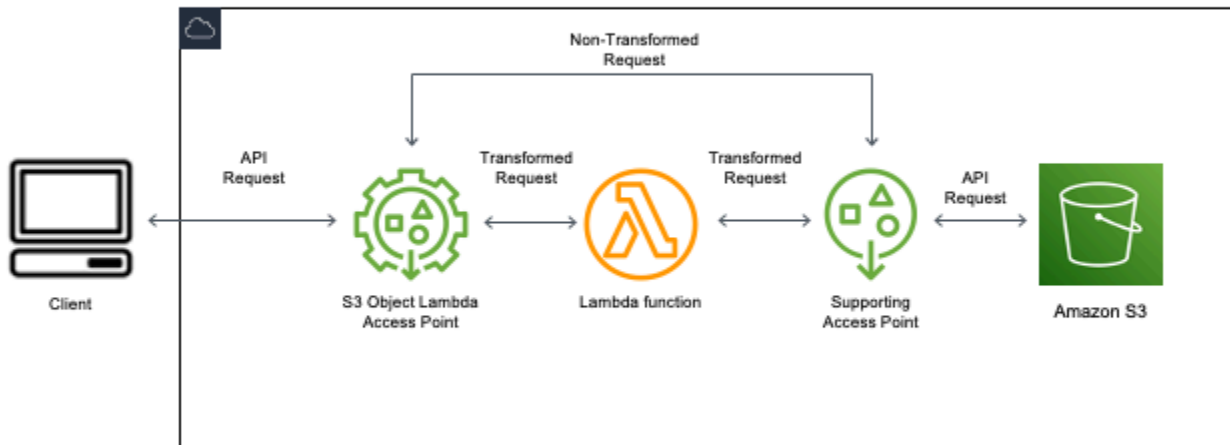 Non-Transformed
Request
API
Request
Transformed
Request
Transformed
Request
API
Request
Client
S3 Object Lambda
Access Point
Lambda function
Supporting
Access Point
Amazon S3